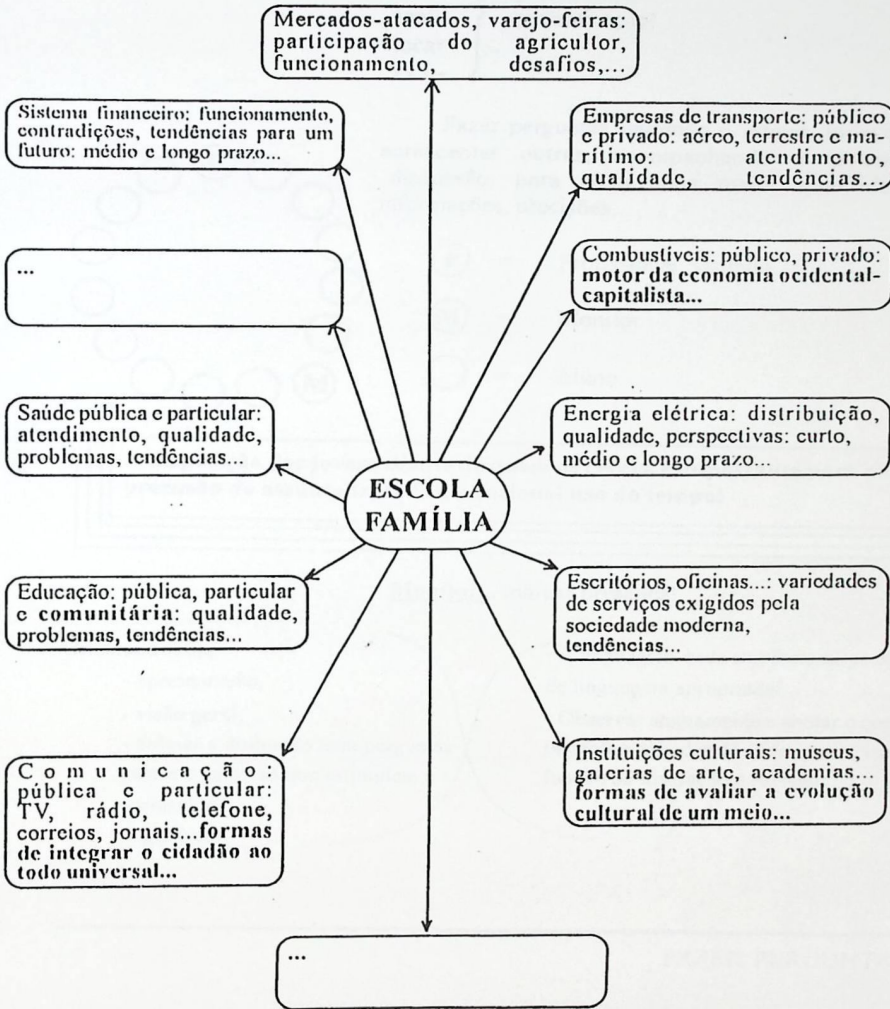 Mercados-atacados, varejo-feiras:
participação do agricultor,
funcionamento, desafios,...
Sistema financeiro: funcionamento,
contradições, tendências para um
futuro: médio e longo prazo...
Empresas de transporte: público
e privado: aéreo, terrestre e ma-
rítimo: atendimento,
qualidade, tendências...
...
Combustíveis: público, privado:
motor da economia ocidental-
capitalista...
Saúde pública e particular:
atendimento, qualidade,
problemas, tendências...
Energia elétrica: distribuição,
qualidade, perspectivas: curto,
médio e longo prazo...
ESCOLA
FAMÍLIA
Educação: pública, particular
e comunitária: qualidade,
problemas, tendências...
Escritórios, oficinas...: variedades
de serviços exigidos pela
sociedade moderna,
tendências...
Comunicação
pública e particular:
TV, rádio, telefone,
correios, jornais...formas
de integrar o cidadão ao
todo universal...
Instituições culturais: museus,
galerias de arte, academias...
formas de avaliar a evolução
cultural de um meio...
...